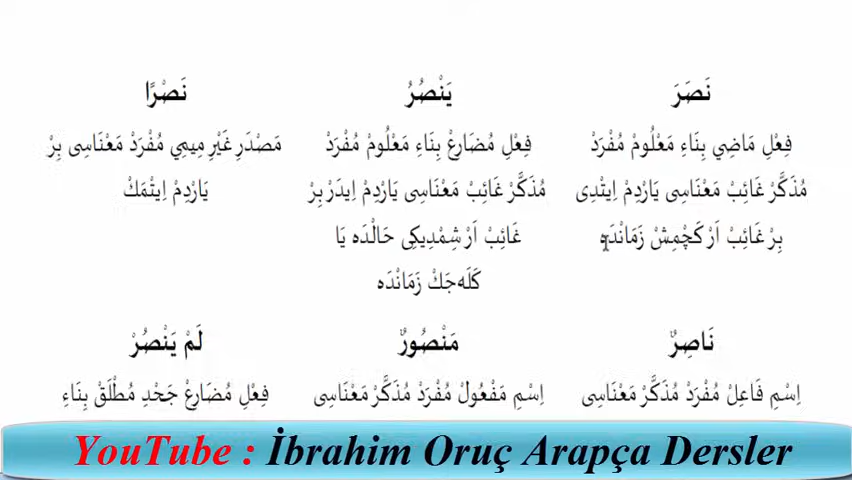 نَصَرَ
فِعْلِ مَاضِي بِنَاءِ مَعْلُومْ مُفْرَدْ
مُذَكَّرْ غَائِبْ مَعْنَاسِى يَارْدِمْ اِيتْدِى
بِرْ غَائِبْ اَرْ كَچْمِشْ زَمَانْدَه
يَنْصُرُ
فِعْلِ مُضَارِعْ بِنَاءِ مَعْلُومْ مُفْرَدْ
مُذَكَّرْ غَائِبْ مَعْنَاسِى يَارْدِمْ اِيدَرْ بِرْ
غَائِبْ اَرْ شِمْدِيكِى حَالْدَه يَا
كَلَه جَكْ زَمَانْدَه
نَصْرًا
مَصْدَرِ غَيْرِ مِيمِي مُفْرَدْ مَعْنَاسِى بِرْ
يَارْدِمْ اِيتْمَكْ
نَاصِرٌ
اِسْمِ فَاعِلْ مُفْرَدْ مُذَكَّرْ مَعْنَاسِى
مَنْصُورٌ
اِسْمِ مَفْعُولْ مُفْرَدْ مُذَكَّرْ مَعْنَاسِى
لَمْ يَنْصُرْ
فِعْلِ مُضَارِعْ جَحْدِ مُطْلَقْ بِنَاءِ
YouTube : İbrahim Oruç Arapça Dersler